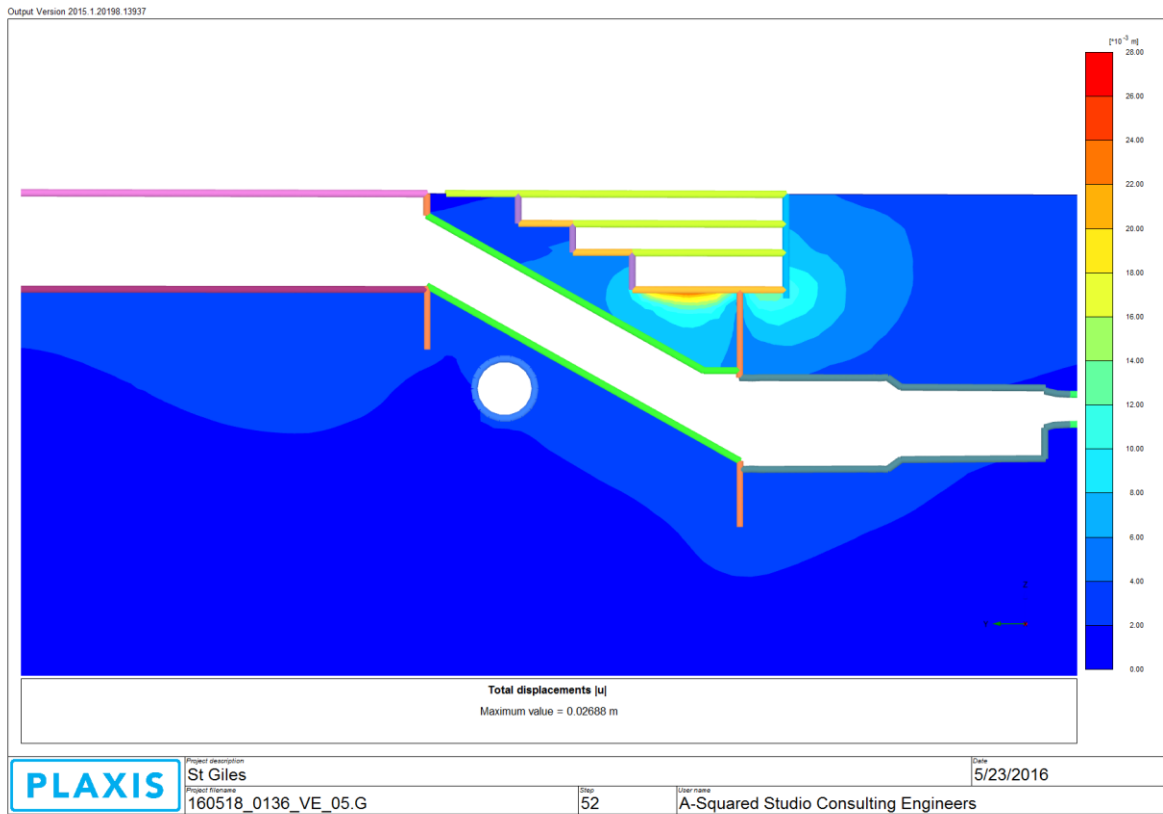 Output Version 2015.1.20198.13937
[*10⁻³ m]
28.00
26.00
24.00
22.00
20.00
18.00
16.00
14.00
12.00
10.00
8.00
6.00
4.00
2.00
0.00
Total displacements |u|
Maximum value = 0.02688 m
PLAXIS
Project description
St Giles
Date
5/23/2016
Project filename
160518_0136_VE_05.G
Step
52
User name
A-Squared Studio Consulting Engineers